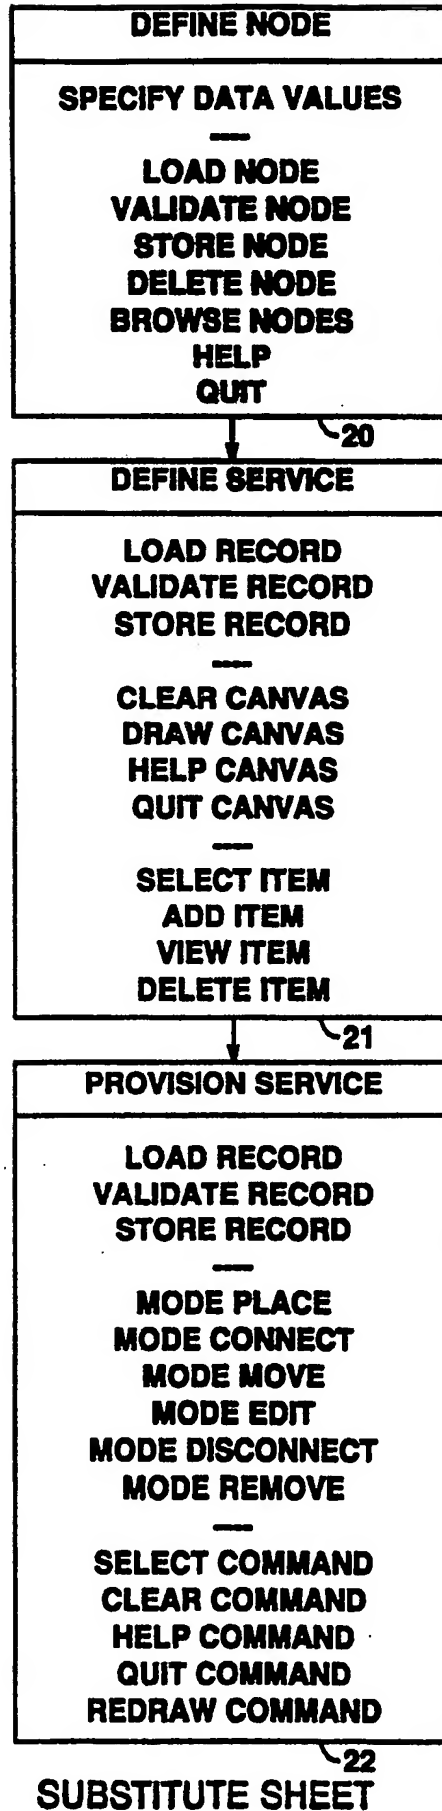 DEFINE NODE
SPECIFY DATA VALUES
----
LOAD NODE
VALIDATE NODE
STORE NODE
DELETE NODE
BROWSE NODES
HELP
QUIT
20
DEFINE SERVICE
LOAD RECORD
VALIDATE RECORD
STORE RECORD
----
CLEAR CANVAS
DRAW CANVAS
HELP CANVAS
QUIT CANVAS
----
SELECT ITEM
ADD ITEM
VIEW ITEM
DELETE ITEM
21
PROVISION SERVICE
LOAD RECORD
VALIDATE RECORD
STORE RECORD
----
MODE PLACE
MODE CONNECT
MODE MOVE
MODE EDIT
MODE DISCONNECT
MODE REMOVE
----
SELECT COMMAND
CLEAR COMMAND
HELP COMMAND
QUIT COMMAND
REDRAW COMMAND
22
SUBSTITUTE SHEET